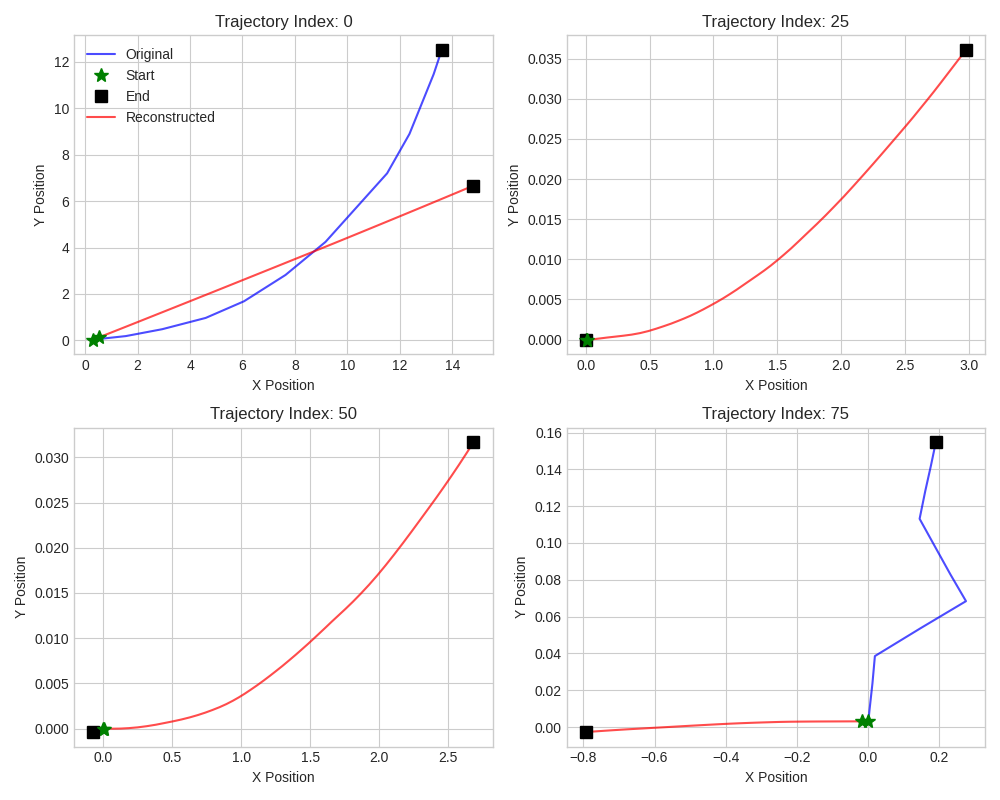 Trajectory Index: 0
Original
Start
End
Reconstructed
12
10
8
6
4
2
0
0 2 4 6 8 10 12 14
Y Position
X Position
Trajectory Index: 25
0.035
0.030
0.025
0.020
0.015
0.010
0.005
0.000
0.0 0.5 1.0 1.5 2.0 2.5 3.0
Y Position
X Position
Trajectory Index: 50
0.030
0.025
0.020
0.015
0.010
0.005
0.000
0.0 0.5 1.0 1.5 2.0 2.5
Y Position
X Position
Trajectory Index: 75
0.16
0.14
0.12
0.10
0.08
0.06
0.04
0.02
0.00
−0.8 −0.6 −0.4 −0.2 0.0 0.2
Y Position
X Position